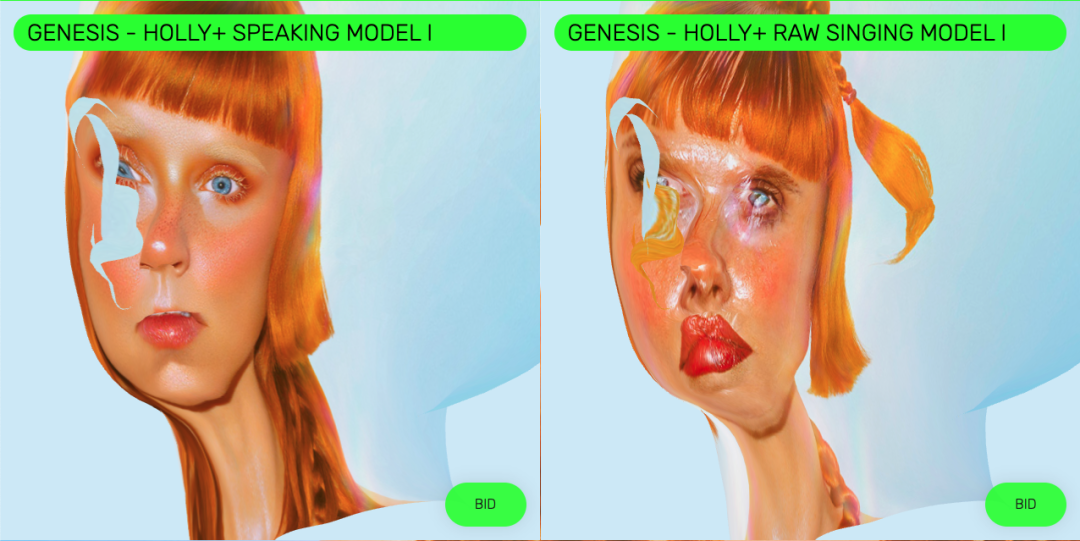 GENESIS - HOLLY+ SPEAKING MODEL I
GENESIS - HOLLY+ RAW SINGING MODEL I
BID
BID